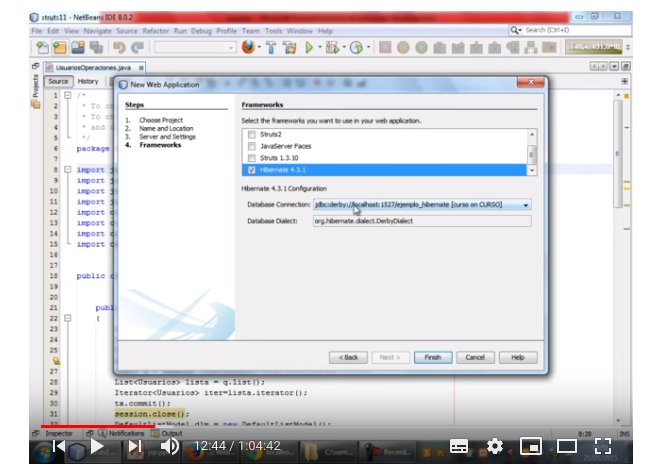 struts11 - NetBeans IDE 8.0.2
File Edit View Navigate Source Refactor Run Debug Profile Team Tools Window Help
Search (Ctrl+I)
UsuariosOperaciones.java
Projects
Source History
New Web Application
Steps
1. Choose Project
2. Name and Location
3. Server and Settings
4. Frameworks
Frameworks
Select the frameworks you want to use in your web application.
Struts2
JavaServer Faces
Struts 1.3.10
Hibernate 4.3.1
Hibernate 4.3.1 Configuration
Database Connection: jdbc:derby://localhost:1527/ejemplo_hibernate [curso on CURSO]
Database Dialect: org.hibernate.dialect.DerbyDialect
< Back Next > Finish Cancel Help
1 /*
2 * To ch
3 * To ch
4 * and o
5 */
6 package
7
8 import
9 import
10 import
11 import
12 import
13 import
14 import
15 import
16
17
18 public c
19
20
21 publ
22 {
23
24
25
27
28 List<Usuarios> lista = q.list();
29 Iterator<Usuarios> iter=lista.iterator();
30 tx.commit();
31 session.close();
DefaultListModel dlm = new DefaultListModel();
Inspector Notifications Output
8:28 INS
12:44 / 1:04:42